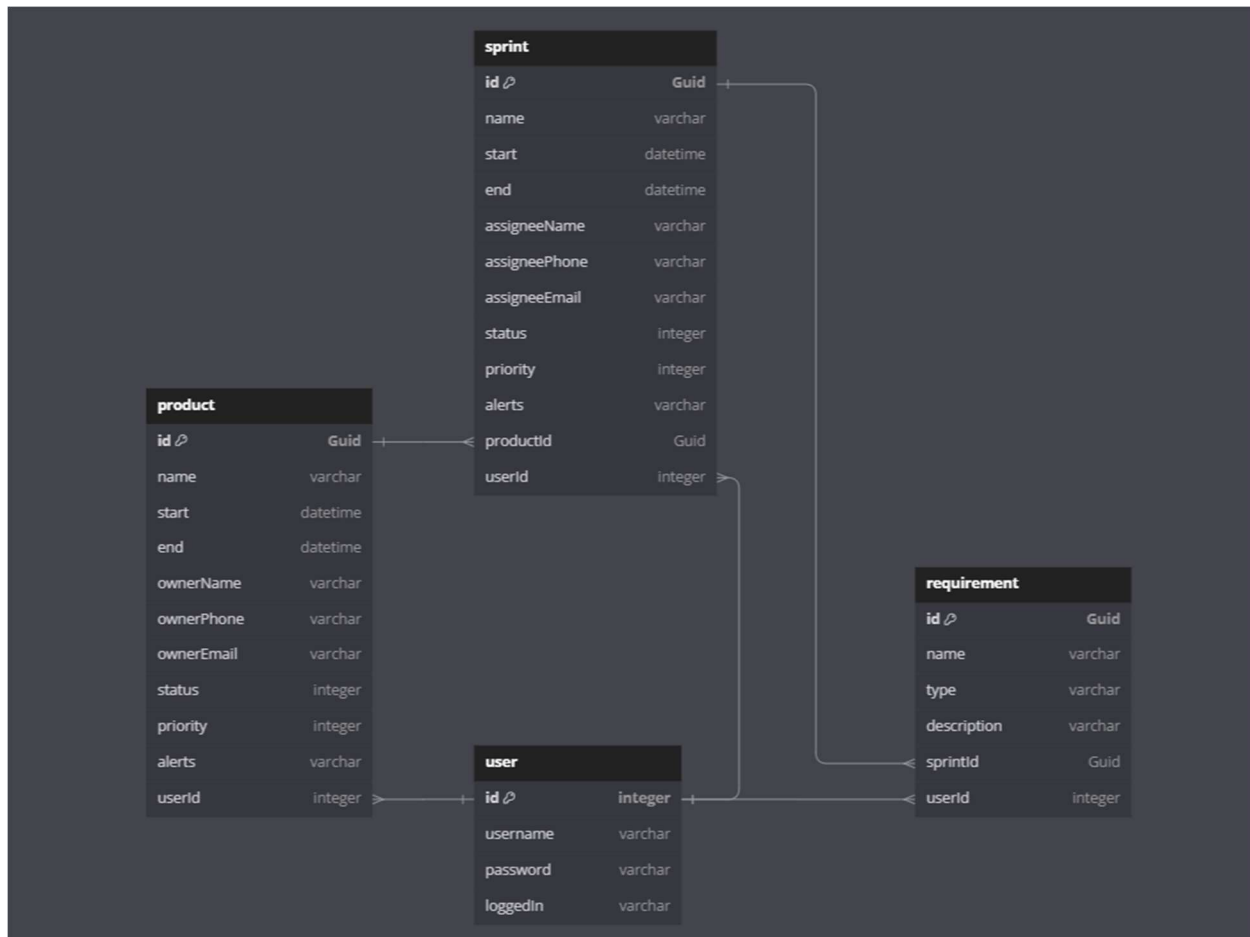 sprint
id Guid
name varchar
start datetime
end datetime
assigneeName varchar
assigneePhone varchar
assigneeEmail varchar
status integer
priority integer
alerts varchar
productId Guid
userId integer
product
id Guid
name varchar
start datetime
end datetime
ownerName varchar
ownerPhone varchar
ownerEmail varchar
status integer
priority integer
alerts varchar
userId integer
user
id integer
username varchar
password varchar
loggedIn varchar
requirement
id Guid
name varchar
type varchar
description varchar
sprintId Guid
userId integer